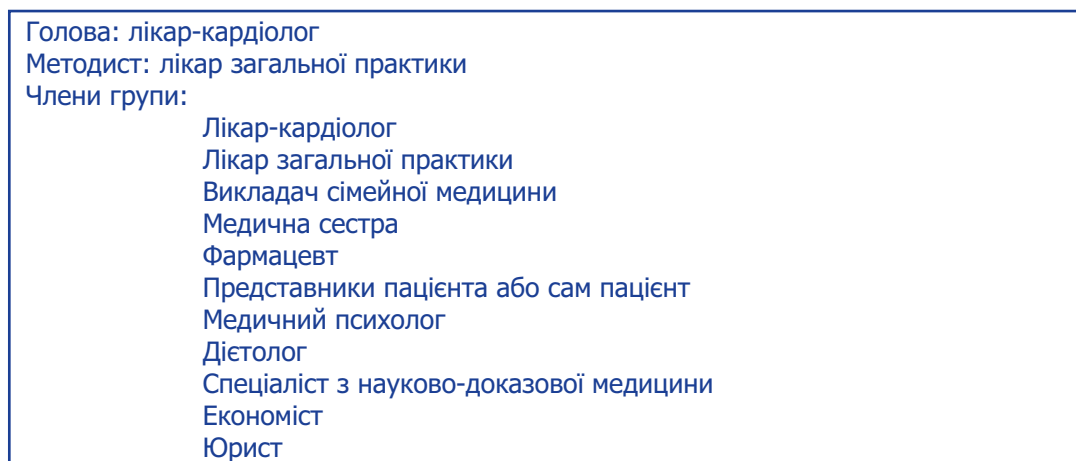 Голова: лікар-кардіолог
Методист: лікар загальної практики
Члени групи:
Лікар-кардіолог
Лікар загальної практики
Викладач сімейної медицини
Медична сестра
Фармацевт
Представники пацієнта або сам пацієнт
Медичний психолог
Дієтолог
Спеціаліст з науково-доказової медицини
Економіст
Юрист